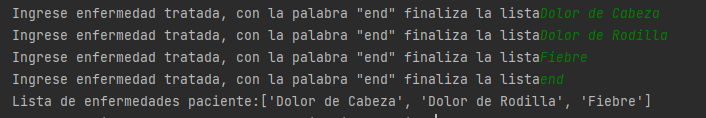 Ingrese enfermedad tratada, con la palabra "end" finaliza la listaDolor de Cabeza
Ingrese enfermedad tratada, con la palabra "end" finaliza la listaDolor de Rodilla
Ingrese enfermedad tratada, con la palabra "end" finaliza la listaFiebre
Ingrese enfermedad tratada, con la palabra "end" finaliza la listaend
Lista de enfermedades paciente:['Dolor de Cabeza', 'Dolor de Rodilla', 'Fiebre']